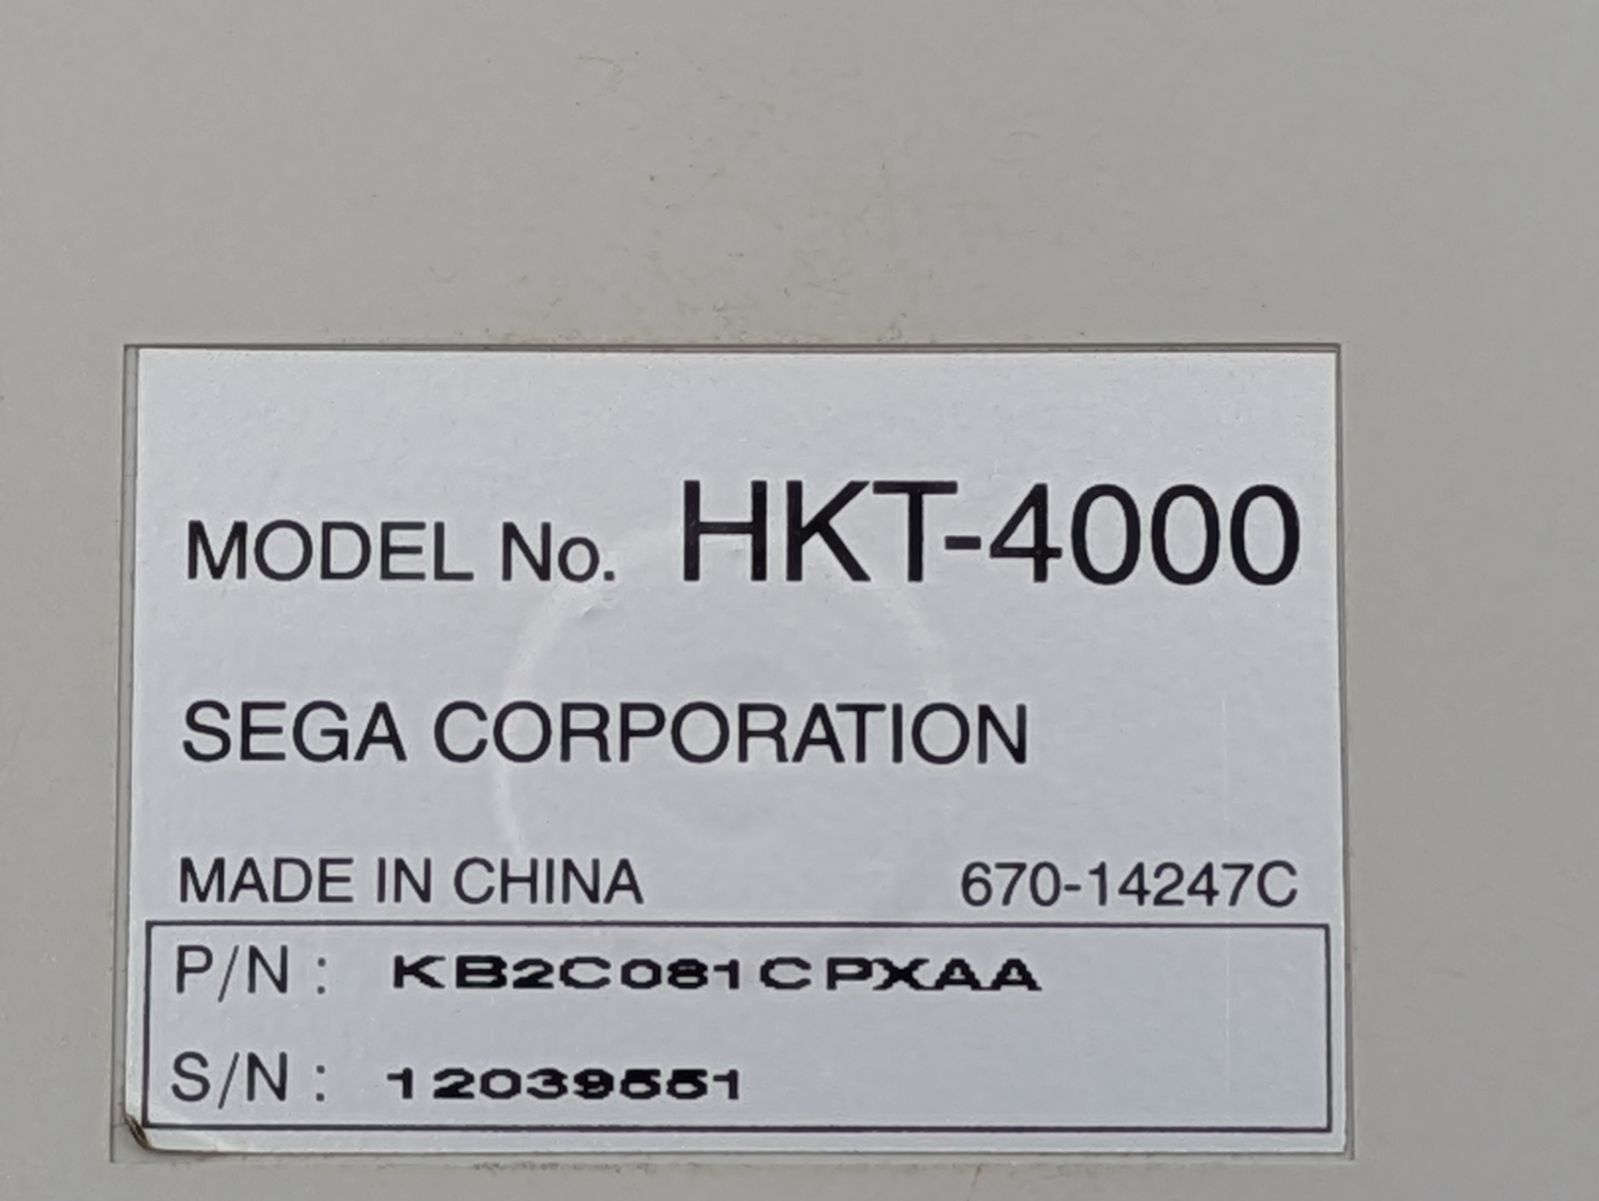 MODEL No. HKT-4000
SEGA CORPORATION
MADE IN CHINA 670-14247C
P/N : KB2C081CPXAA
S/N : 12039551